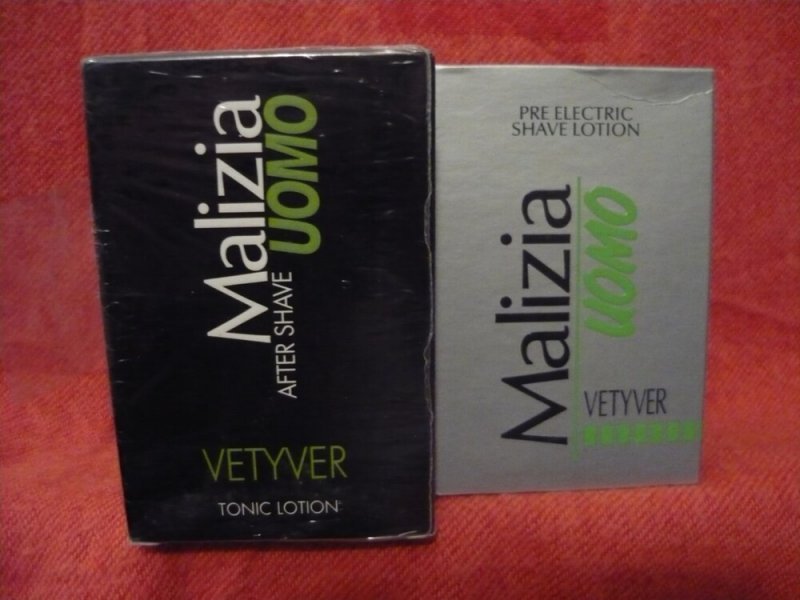 Malizia
UOMO
AFTER SHAVE
VETYVER
TONIC LOTION
PRE ELECTRIC
SHAVE LOTION
Malizia
UOMO
VETYVER